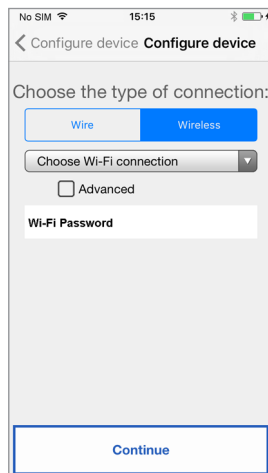 No SIM 15:15
Configure device Configure device
Choose the type of connection:
Wire Wireless
Choose Wi-Fi connection
Advanced
Wi-Fi Password
Continue